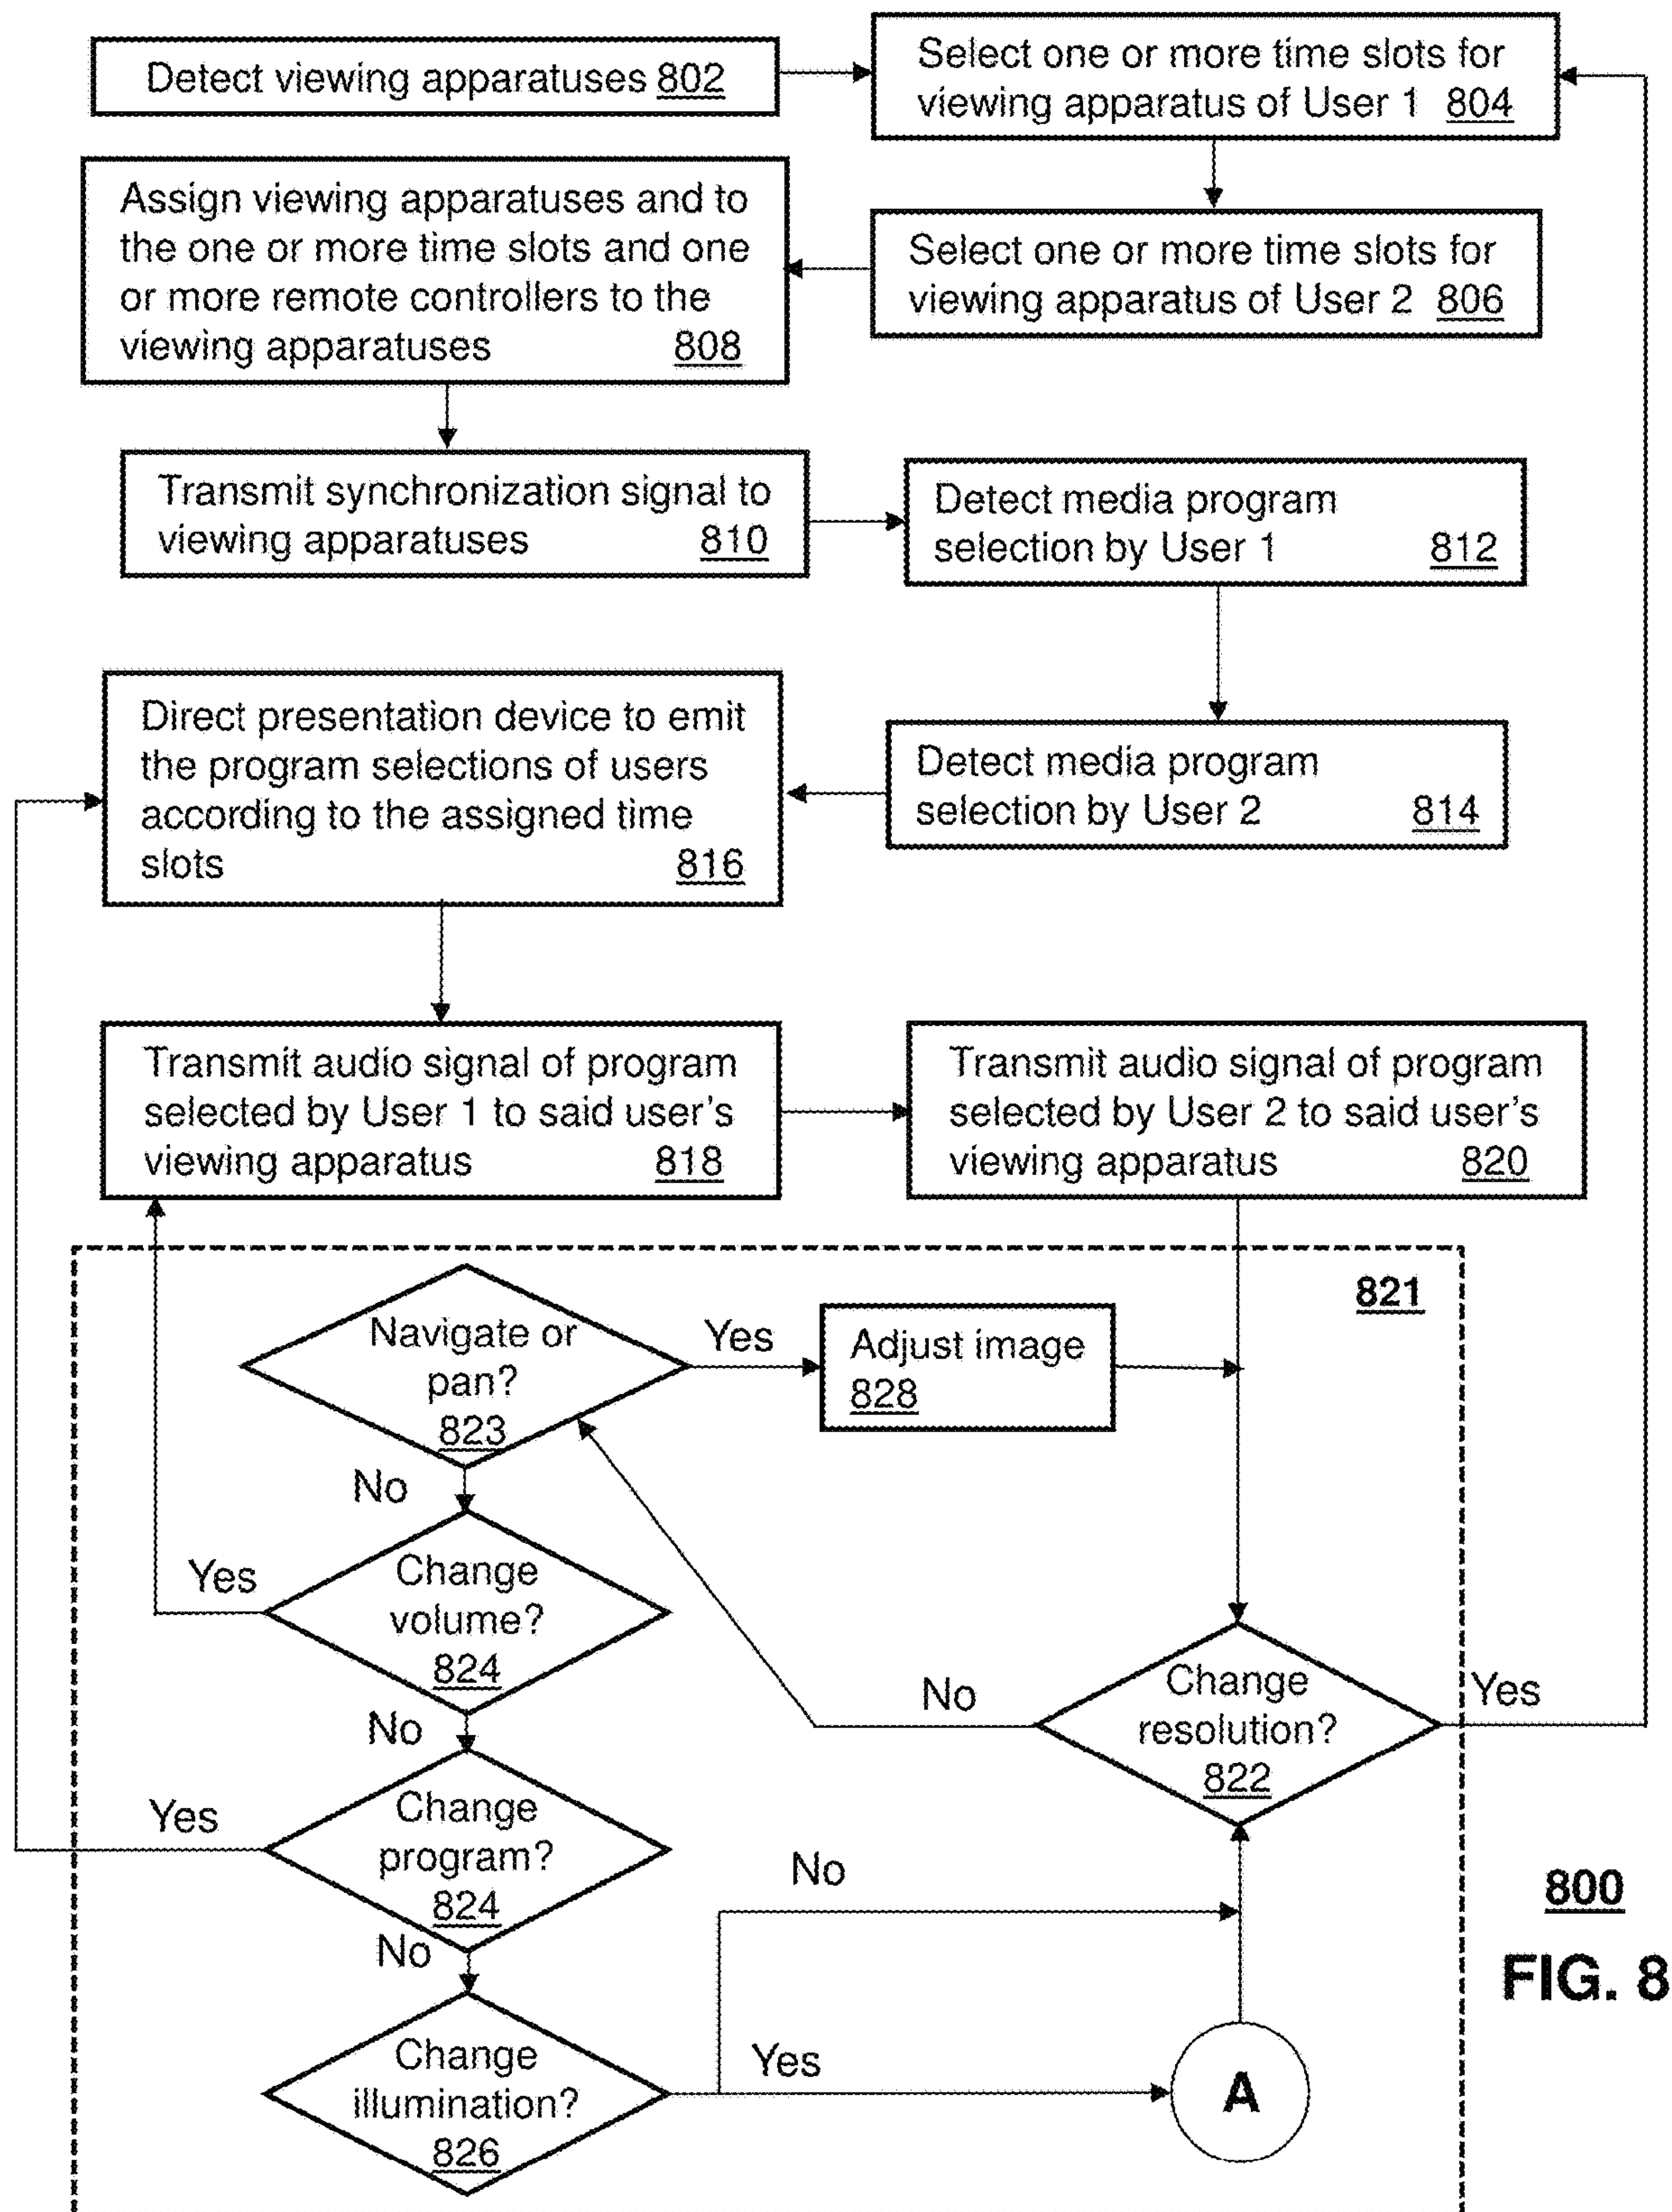 Detect viewing apparatuses 802
Select one or more time slots for
viewing apparatus of User 1 804
Assign viewing apparatuses and to
the one or more time slots and one
or more remote controllers to the
viewing apparatuses 808
Select one or more time slots for
viewing apparatus of User 2 806
Transmit synchronization signal to
viewing apparatuses 810
Detect media program
selection by User 1 812
Direct presentation device to emit
the program selections of users
according to the assigned time
slots 816
Detect media program
selection by User 2 814
Transmit audio signal of program
selected by User 1 to said user's
viewing apparatus 818
Transmit audio signal of program
selected by User 2 to said user's
viewing apparatus 820
821
Navigate or
pan?
823
Yes
Adjust image
828
No
Change
volume?
824
Yes
No
Change
resolution?
822
No
Yes
Change
program?
824
Yes
No
Change
illumination?
826
No
Yes
A
800
FIG. 8